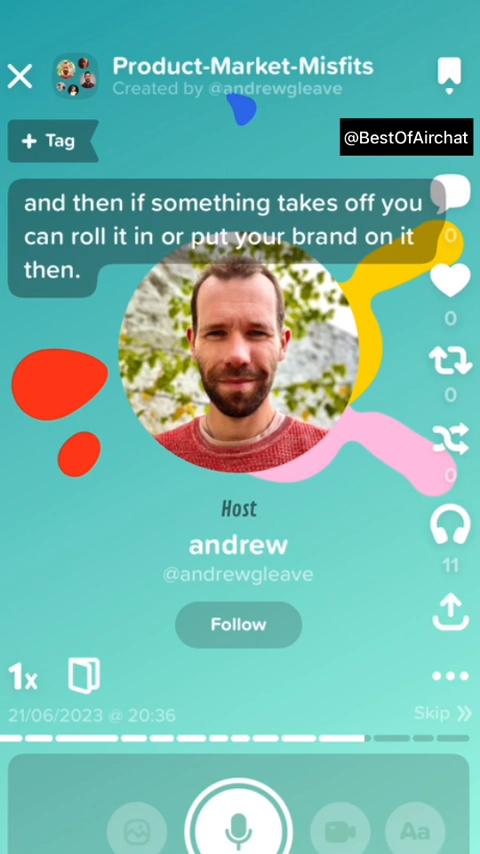 Product-Market-Misfits
Created by @andrewgleave
+ Tag
@BestOfAirchat
and then if something takes off you
can roll it in or put your brand on it
then.
0
0
0
0
11
Host
andrew
@andrewgleave
Follow
1x
21/06/2023 @ 20:36
Skip
Aa